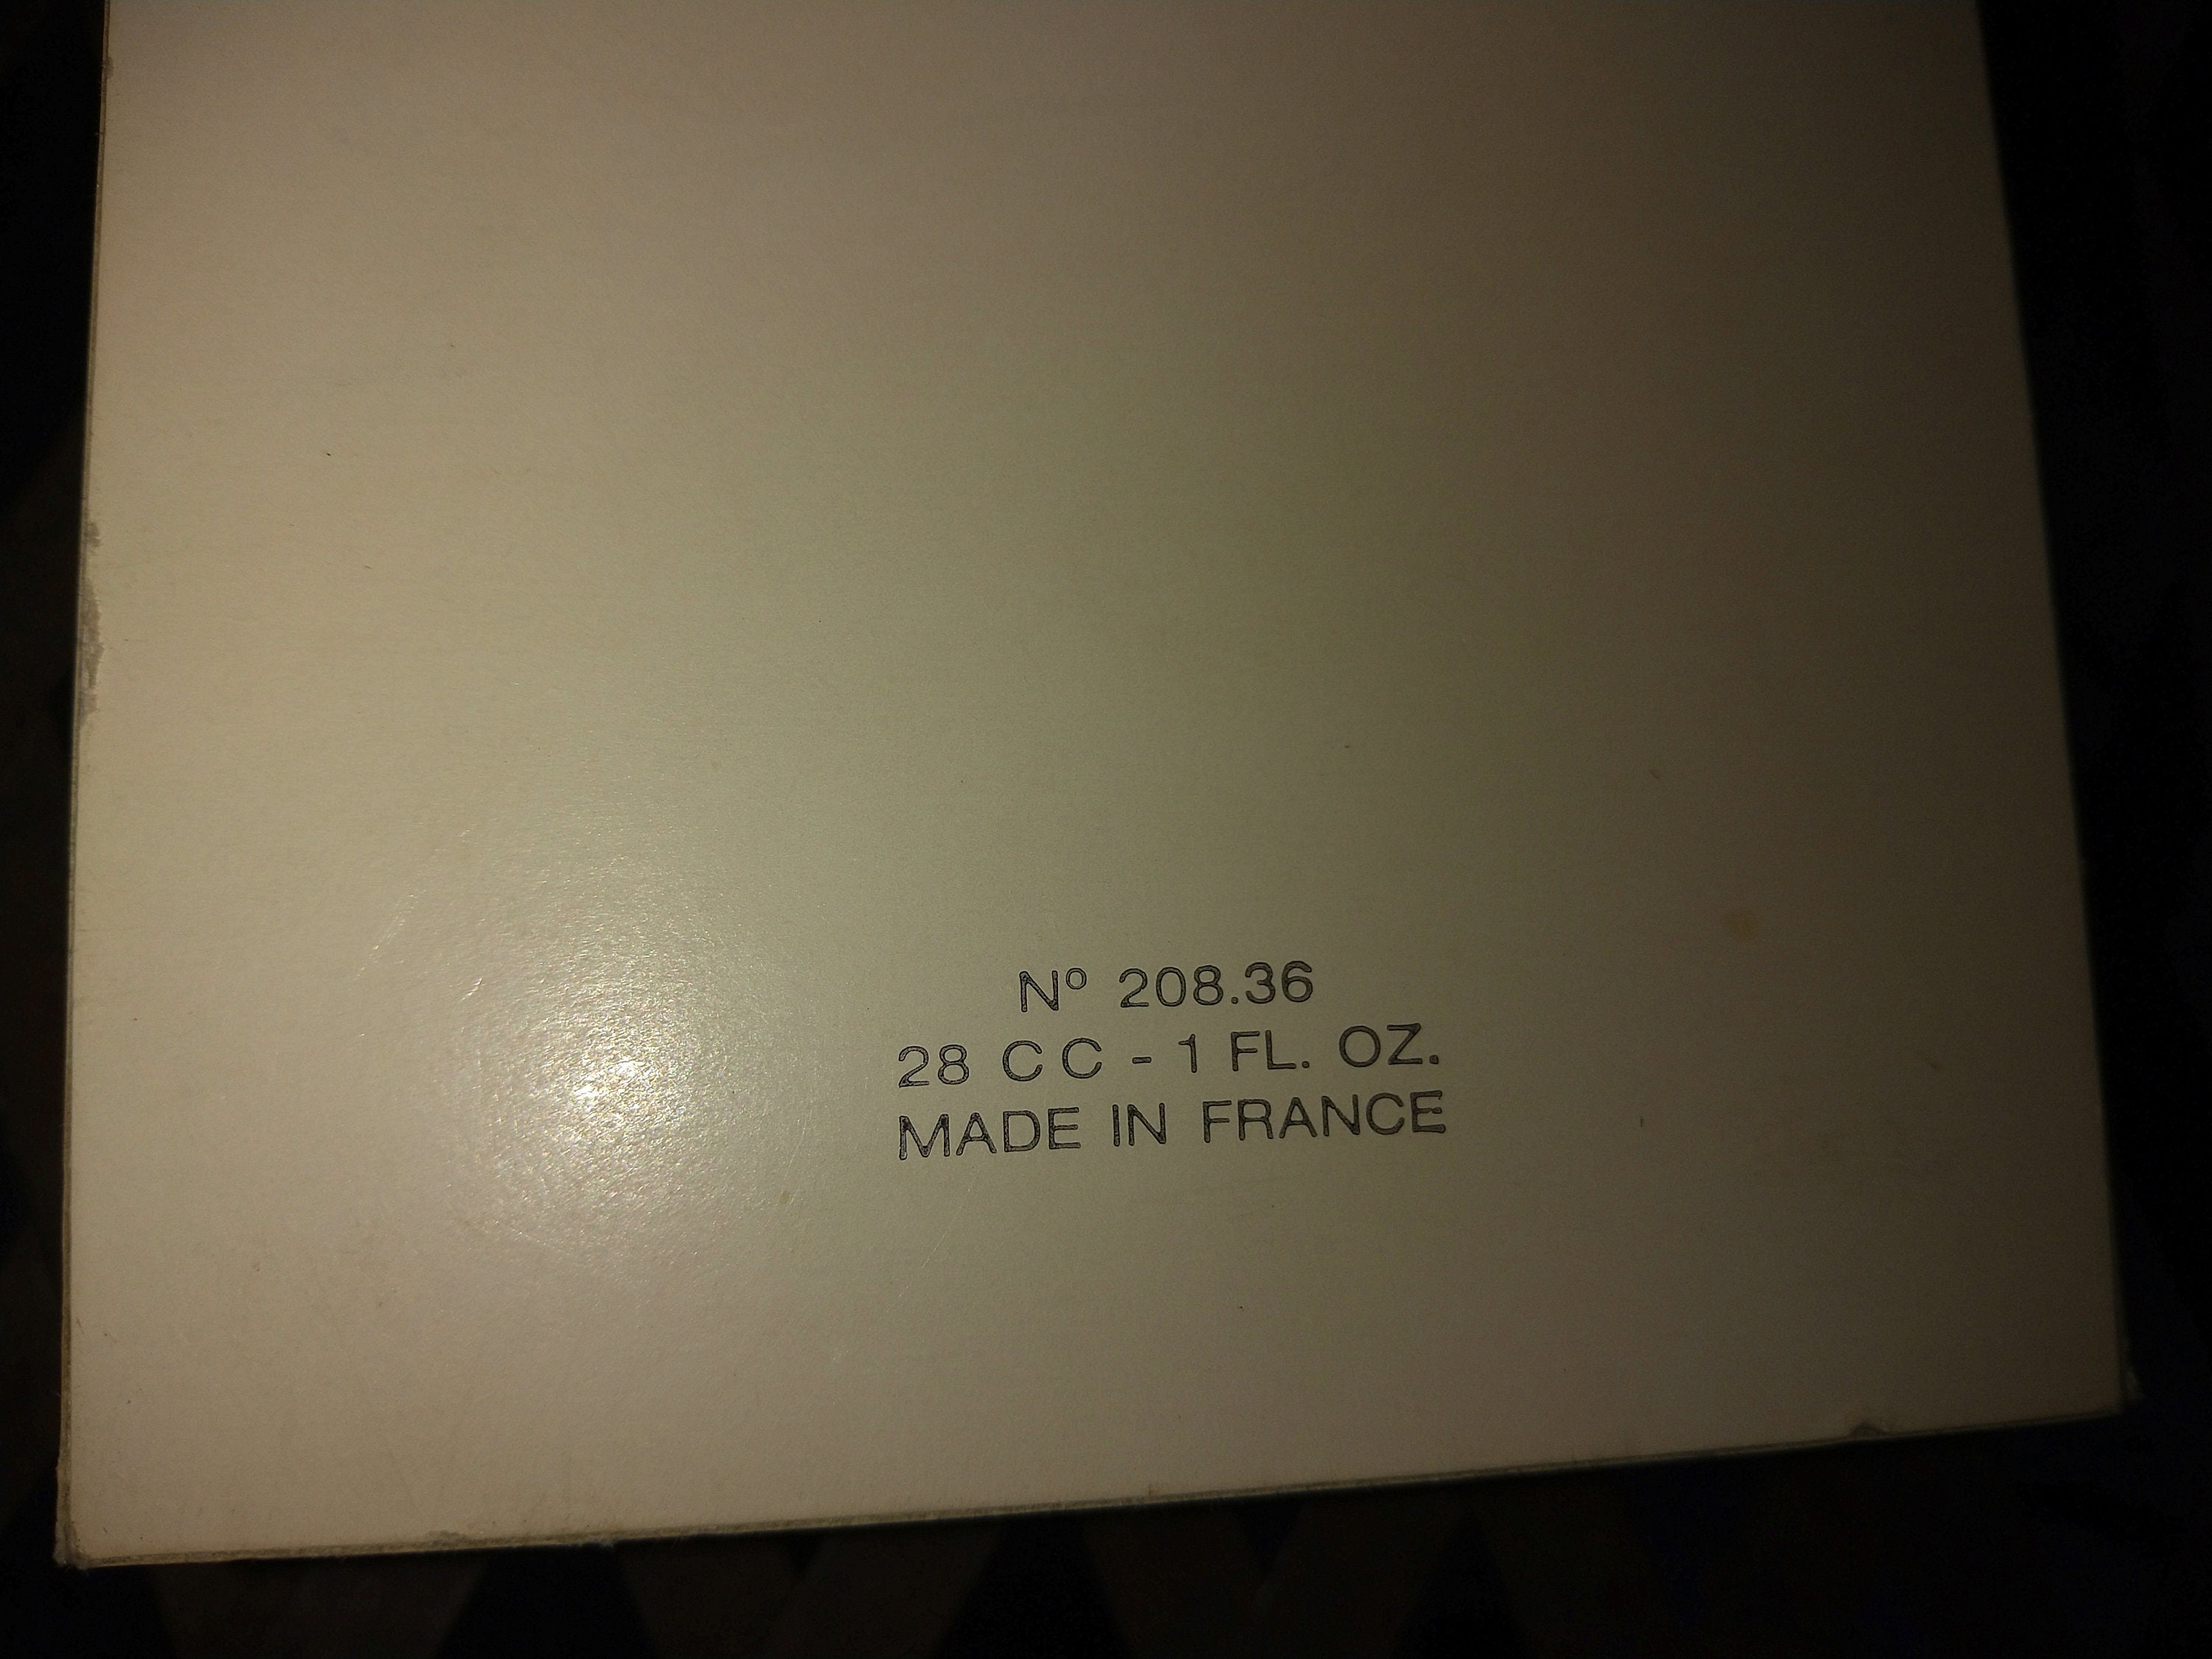 Nº 208.36
28 CC - 1 FL. OZ.
MADE IN FRANCE